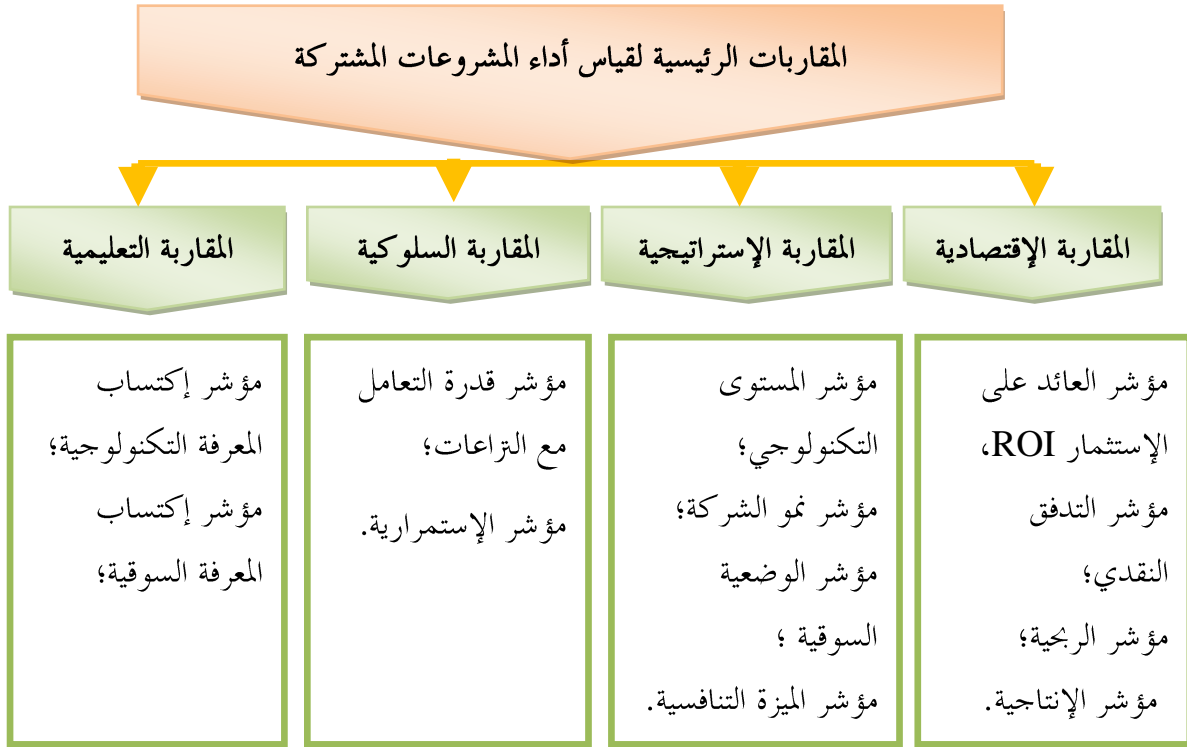 المقاربات الرئيسية لقياس أداء المشروعات المشتركة
المقاربة الإقتصادية
المقاربة الإستراتيجية
المقاربة السلوكية
المقاربة التعليمية
مؤشر العائد على
الإستثمار ROI،
مؤشر التدفق
النقدي؛
مؤشر الربحية؛
مؤشر الإنتاجية.
مؤشر المستوى
التكنولوجي؛
مؤشر نمو الشركة؛
مؤشر الوضعية
السوقية ؛
مؤشر الميزة التنافسية.
مؤشر قدرة التعامل
مع التراعات؛
مؤشر الإستمرارية.
مؤشر إكتساب
المعرفة التكنولوجية؛
مؤشر إكتساب
المعرفة السوقية؛